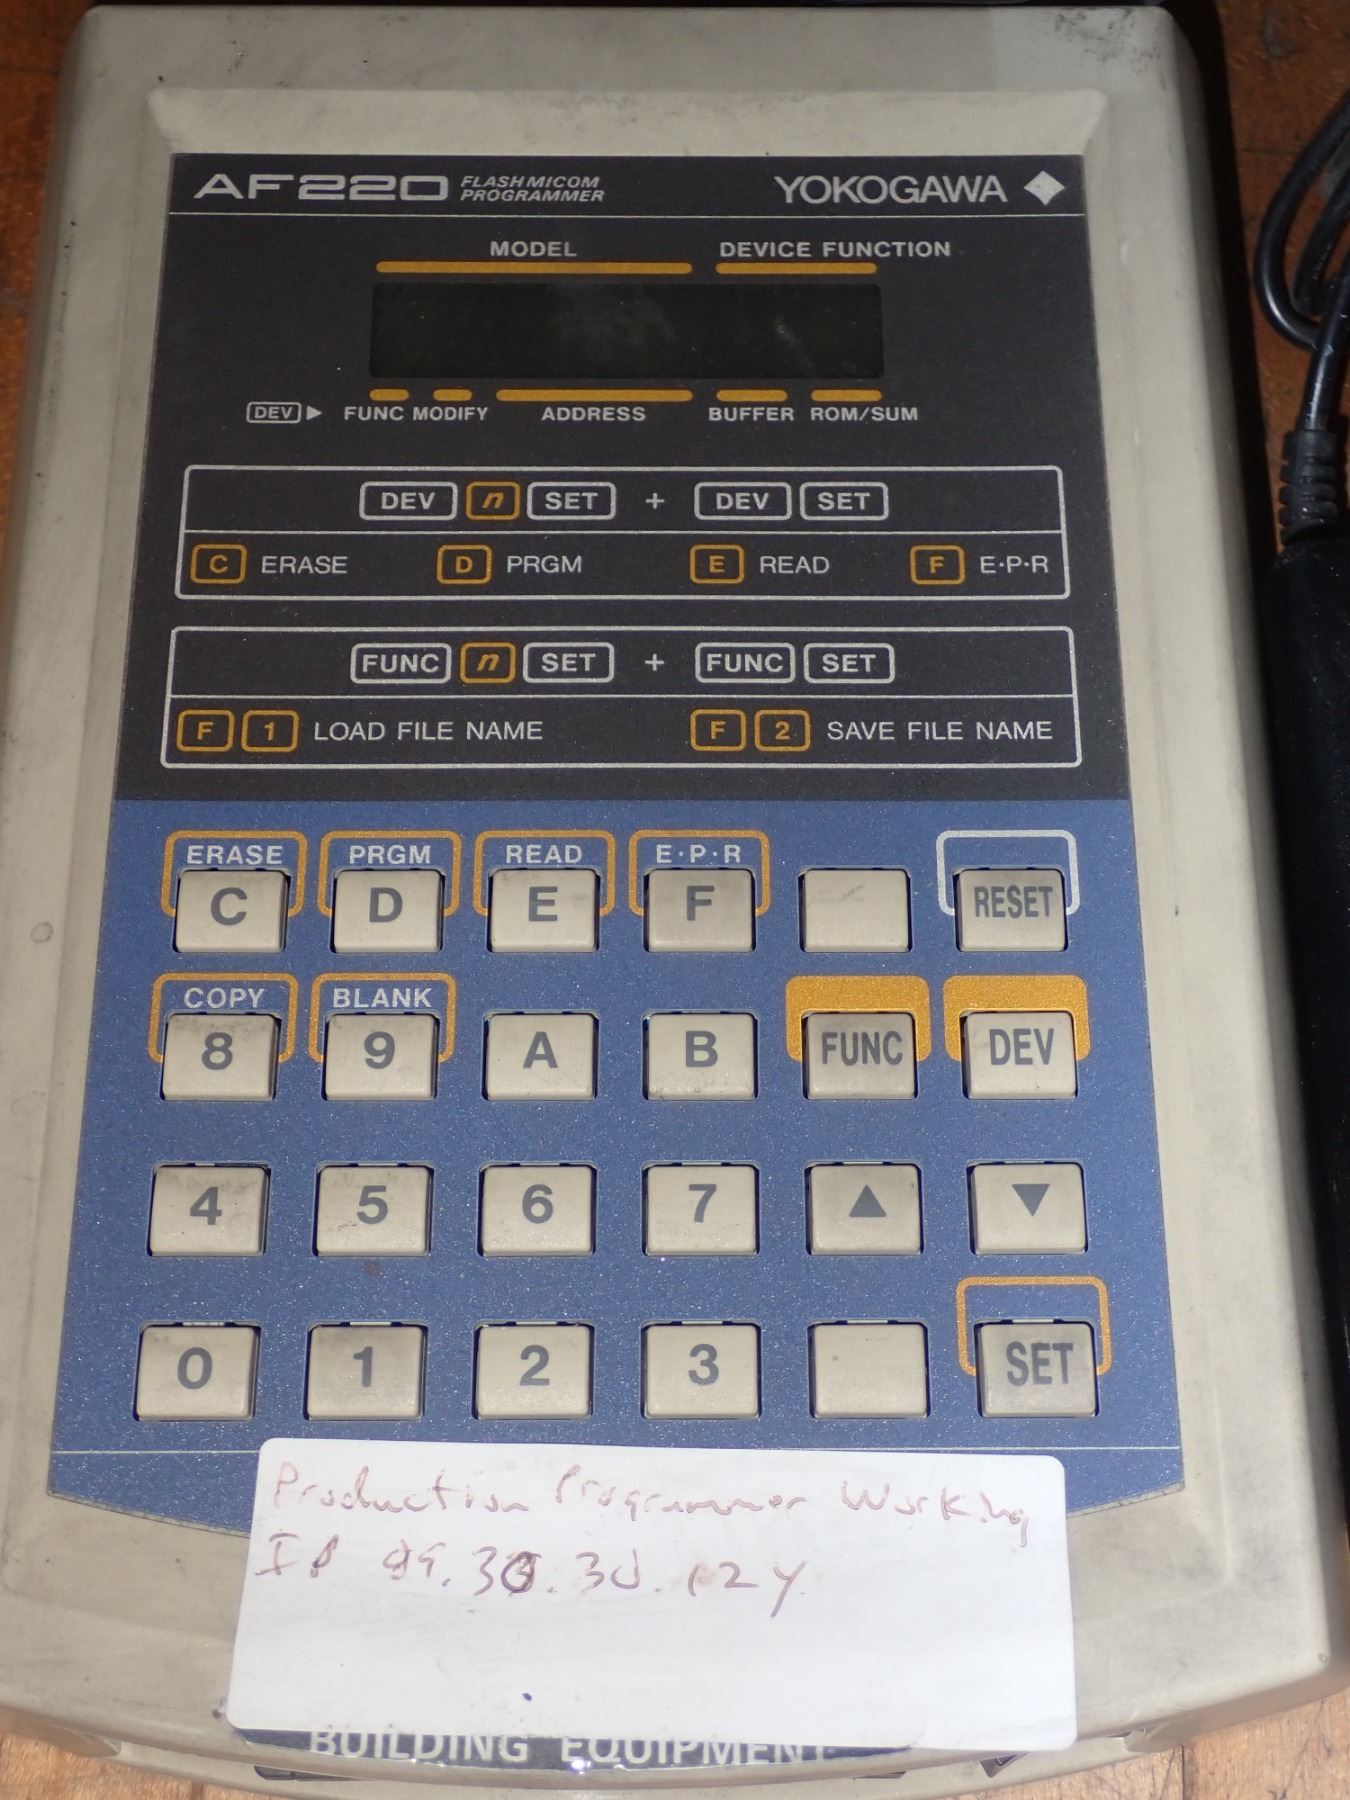 AF220 FLASH MICOM PROGRAMMER YOKOGAWA
MODEL DEVICE FUNCTION
DEV ▶ FUNC MODIFY ADDRESS BUFFER ROM/SUM
DEV n SET + DEV SET
C ERASE D PRGM E READ F E·P·R
FUNC n SET + FUNC SET
F 1 LOAD FILE NAME F 2 SAVE FILE NAME
ERASE PRGM READ E·P·R
C D E F RESET
COPY BLANK
8 9 A B FUNC DEV
4 5 6 7 ▲ ▼
0 1 2 3 SET
Production Programmer Working
BUILDING EQUIPMENT